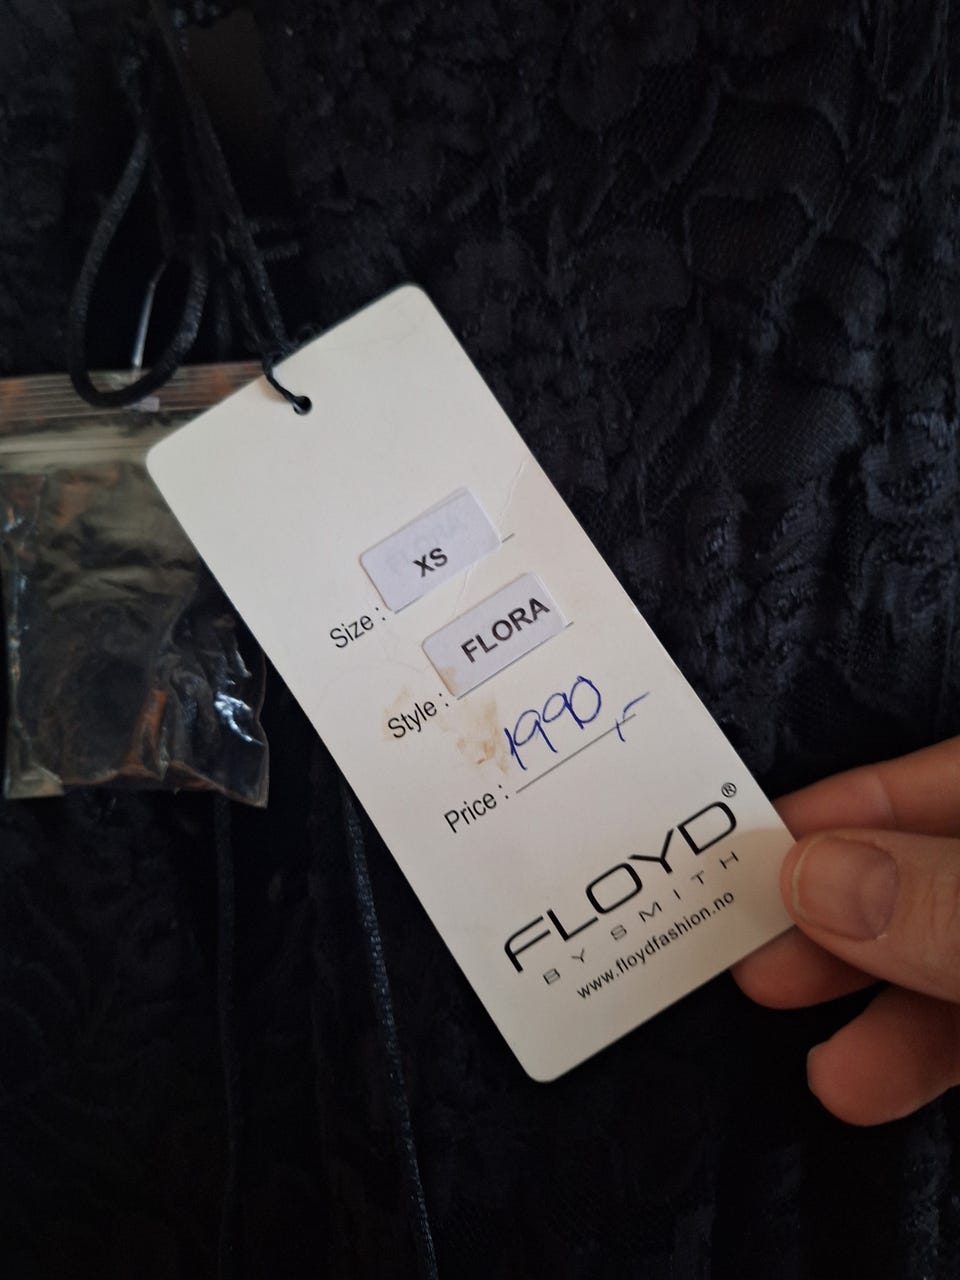 Size : XS
Style : FLORA
Price : 1990,-
FLOYD®
BY SMITH
www.floydfashion.no